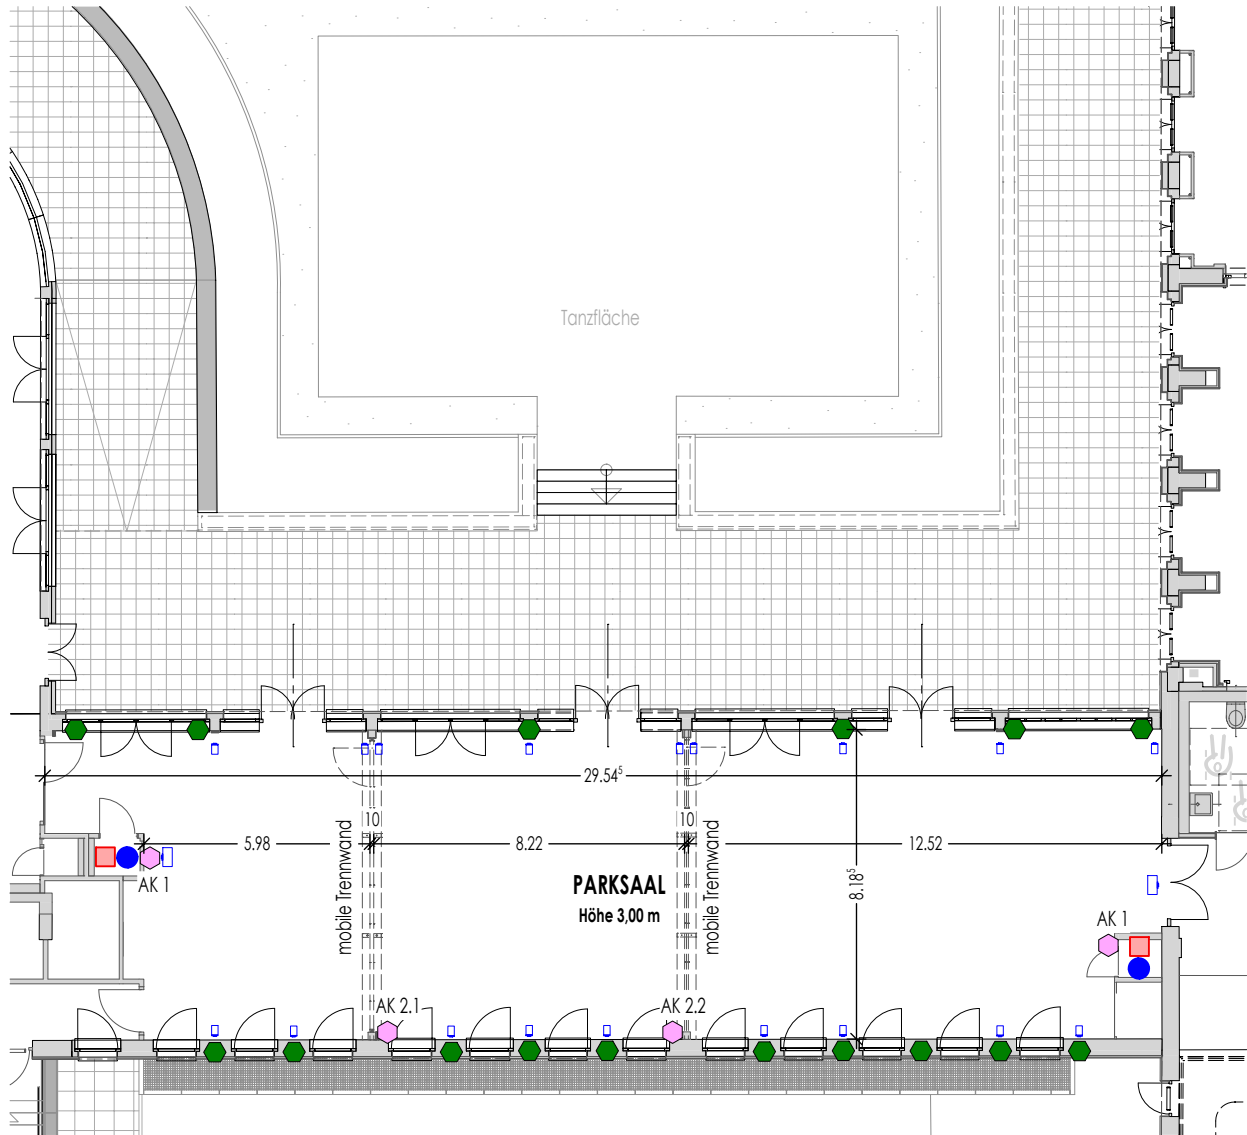 Tanzfläche
29.54⁵
10
10
5.98
8.22
12.52
mobile Trennwand
mobile Trennwand
8.18⁵
PARKSAAL
Höhe 3,00 m
AK 1
AK 1
AK 2.1
AK 2.2